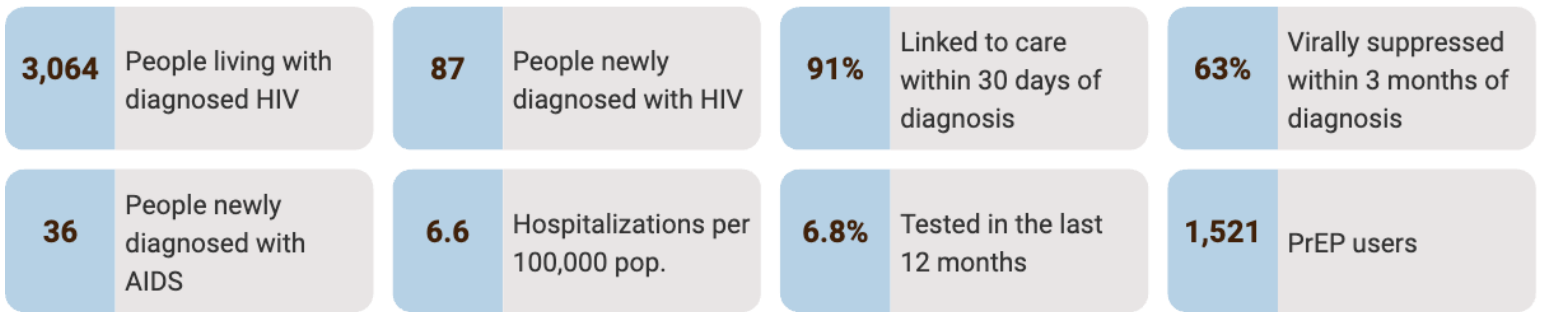 3,064
People living with
diagnosed HIV
87
People newly
diagnosed with HIV
91%
Linked to care
within 30 days of
diagnosis
63%
Virally suppressed
within 3 months of
diagnosis
36
People newly
diagnosed with
AIDS
6.6
Hospitalizations per
100,000 pop.
6.8%
Tested in the last
12 months
1,521
PrEP users